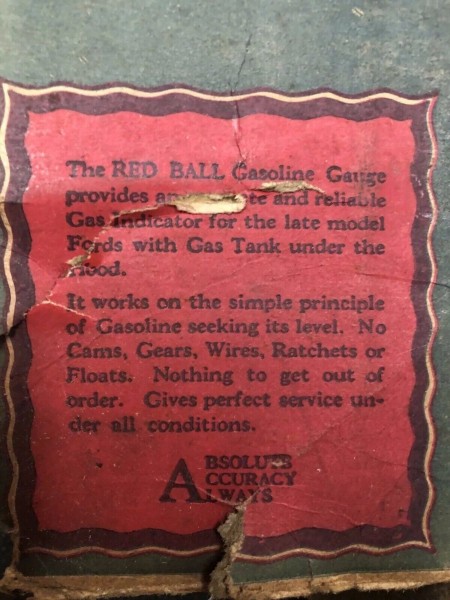 The RED BALL Gasoline Gauge
provides a te and reliable
Gas Indicator for the late model
Fords with Gas Tank under the
Hood.
It works on the simple principle
of Gasoline seeking its level. No
Cams, Gears, Wires, Ratchets or
Floats. Nothing to get out of
order. Gives perfect service un-
der all conditions.
ABSOLUTE
ACCURACY
ALWAYS